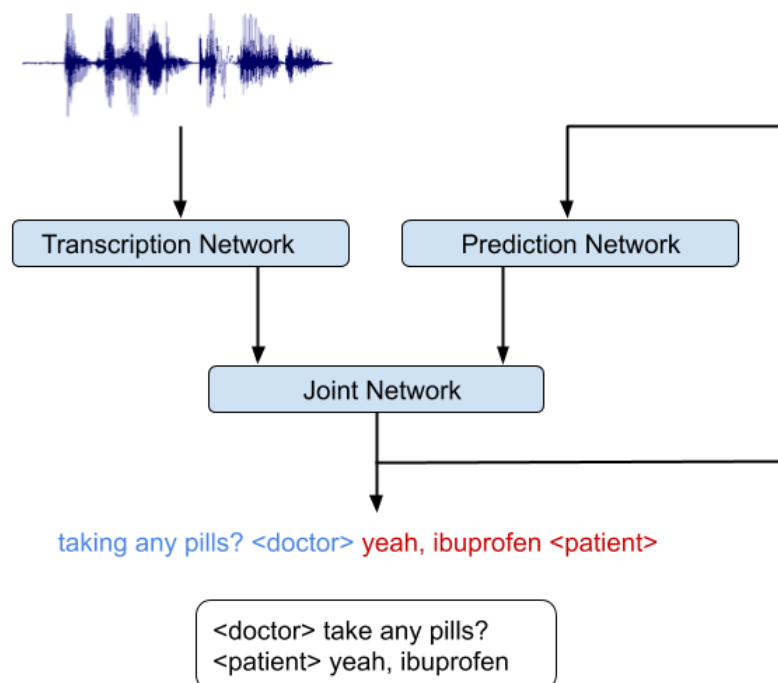 Transcription Network
Prediction Network
Joint Network
taking any pills? <doctor> yeah, ibuprofen <patient>
<doctor> take any pills?
<patient> yeah, ibuprofen